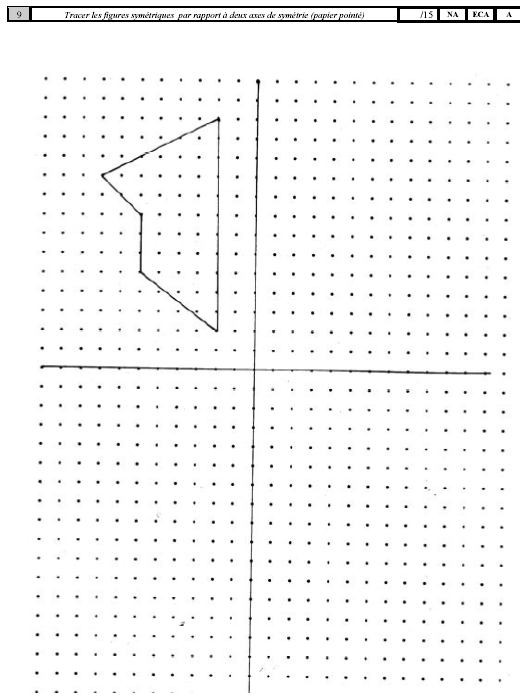 9 Tracer les figures symétriques par rapport à deux axes de symétrie (papier pointé) /15 NA ECA A